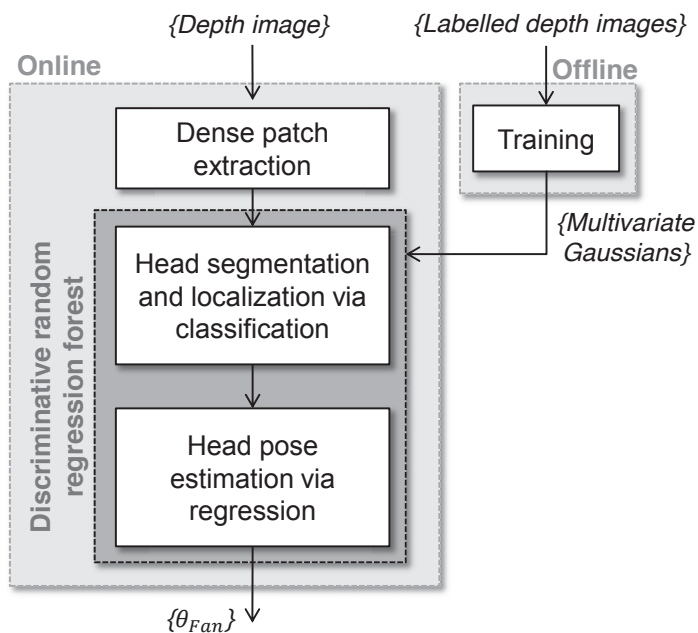 {Depth image}
{Labelled depth images}
Online
Offline
Dense patch
extraction
Training
{Multivariate
Gaussians}
Head segmentation
and localization via
classification
Discriminative random
regression forest
Head pose
estimation via
regression
{θ_Fan}